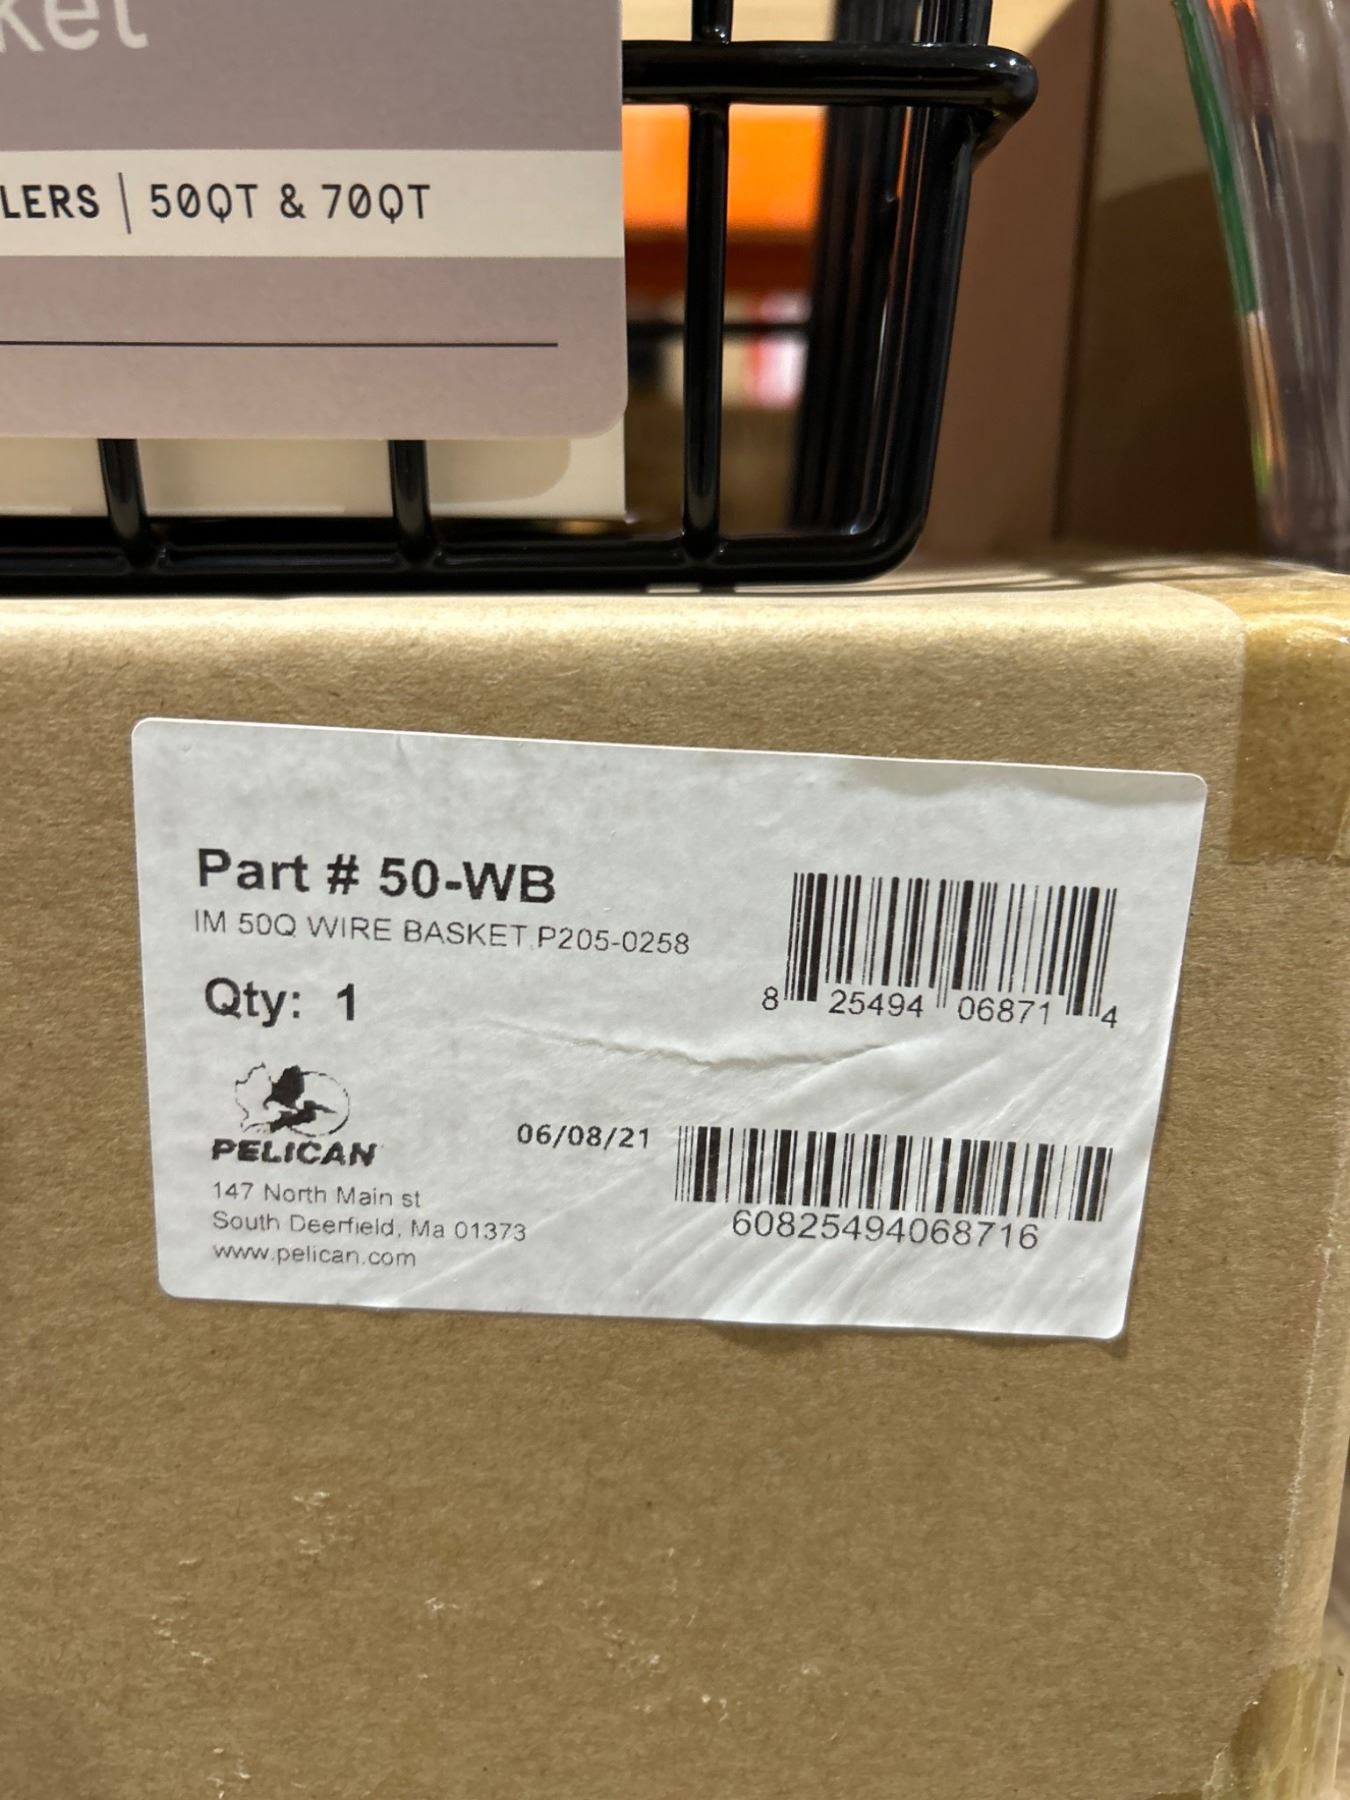 LERS | 50QT & 70QT
Part # 50-WB
IM 50Q WIRE BASKET,P205-0258
Qty: 1
8 25494 06871 4
PELICAN
06/08/21
147 North Main st
South Deerfield, Ma 01373
www.pelican.com
60825494068716